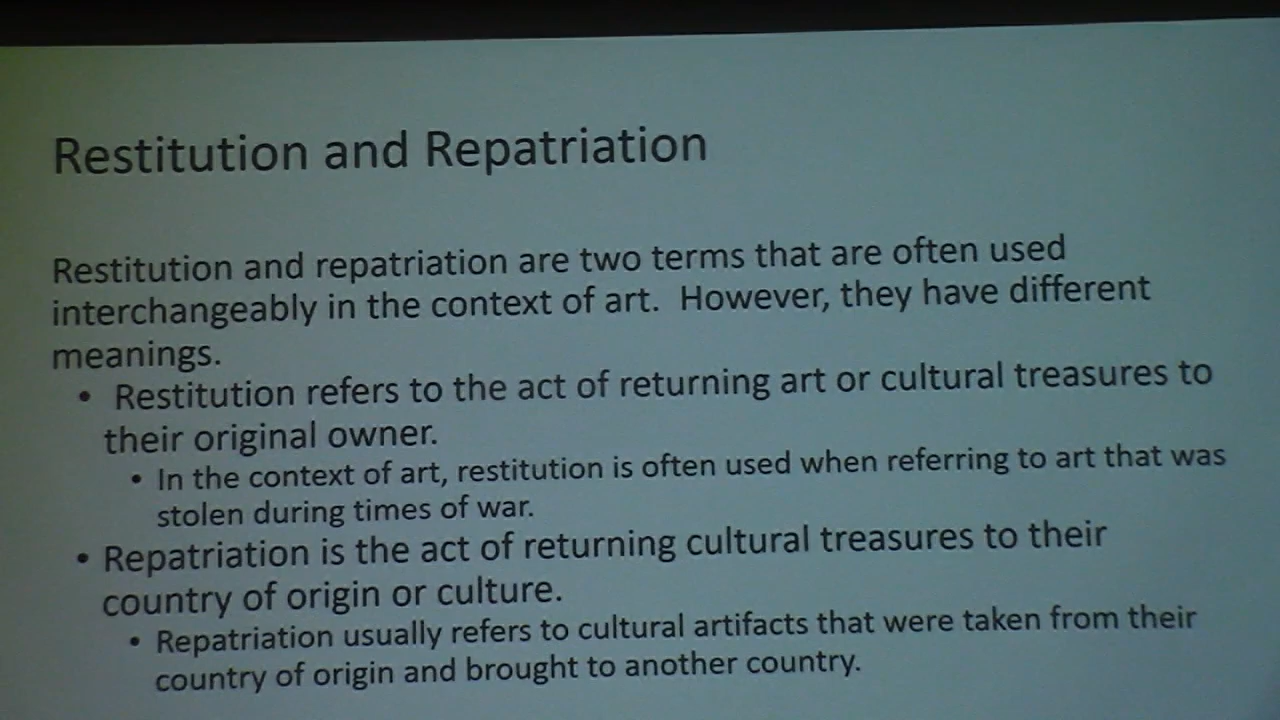 Restitution and Repatriation
Restitution and repatriation are two terms that are often used
interchangeably in the context of art. However, they have different
meanings.
• Restitution refers to the act of returning art or cultural treasures to
their original owner.
• In the context of art, restitution is often used when referring to art that was
stolen during times of war.
• Repatriation is the act of returning cultural treasures to their
country of origin or culture.
• Repatriation usually refers to cultural artifacts that were taken from their
country of origin and brought to another country.